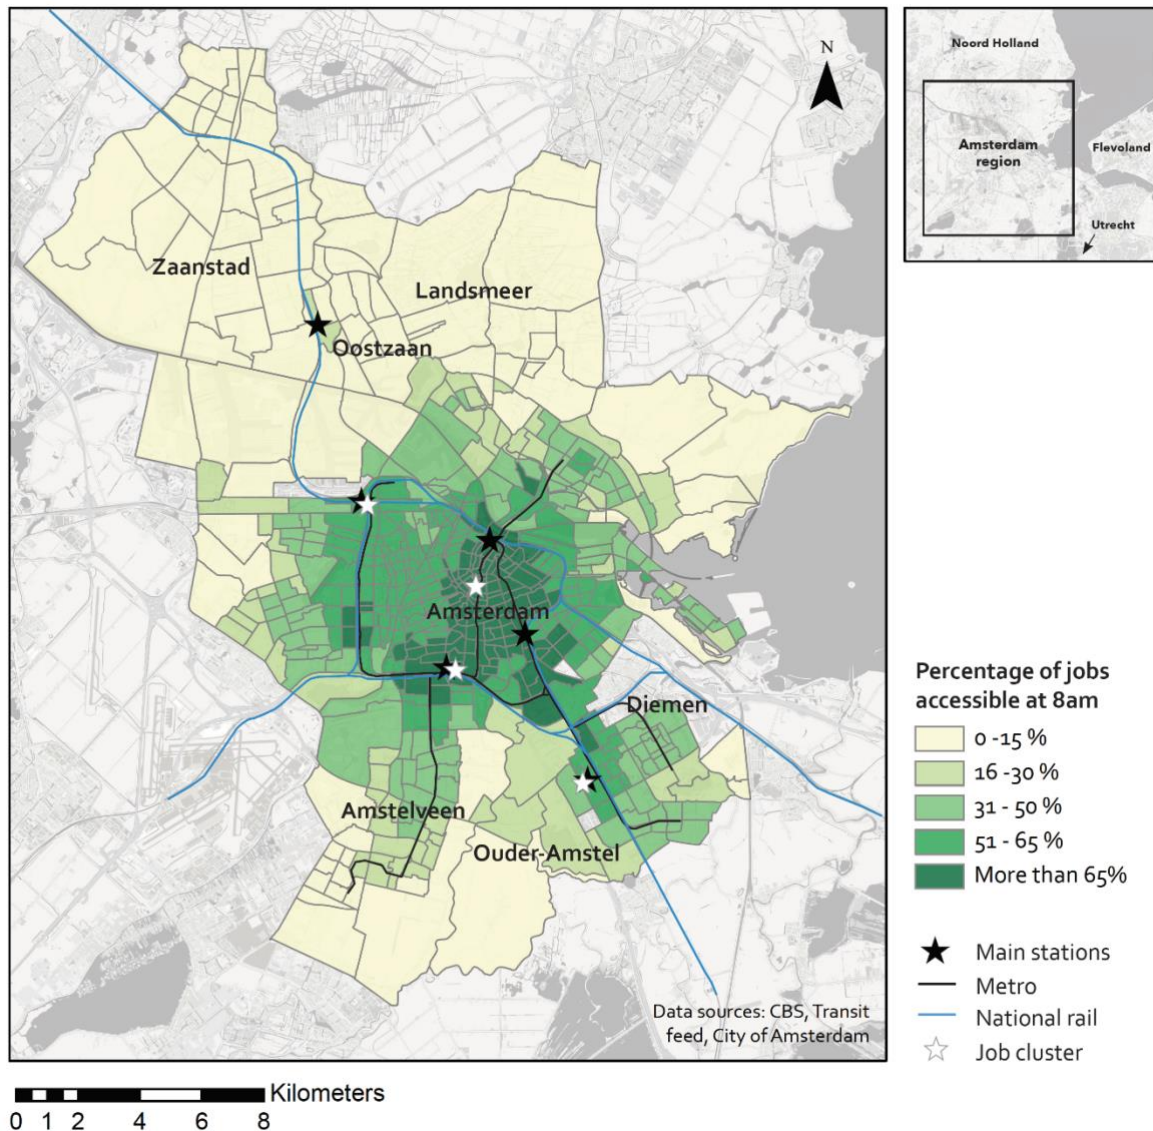 N
Zaanstad
Landsmeer
Oostzaan
Amsterdam
Diemen
Amstelveen
Ouder-Amstel
Data sources: CBS, Transit
feed, City of Amsterdam
Noord Holland
Amsterdam
region
Flevoland
Utrecht
Percentage of jobs
accessible at 8am
0 -15 %
16 -30 %
31 - 50 %
51 - 65 %
More than 65%
Main stations
Metro
National rail
Job cluster
Kilometers
0 1 2 4 6 8